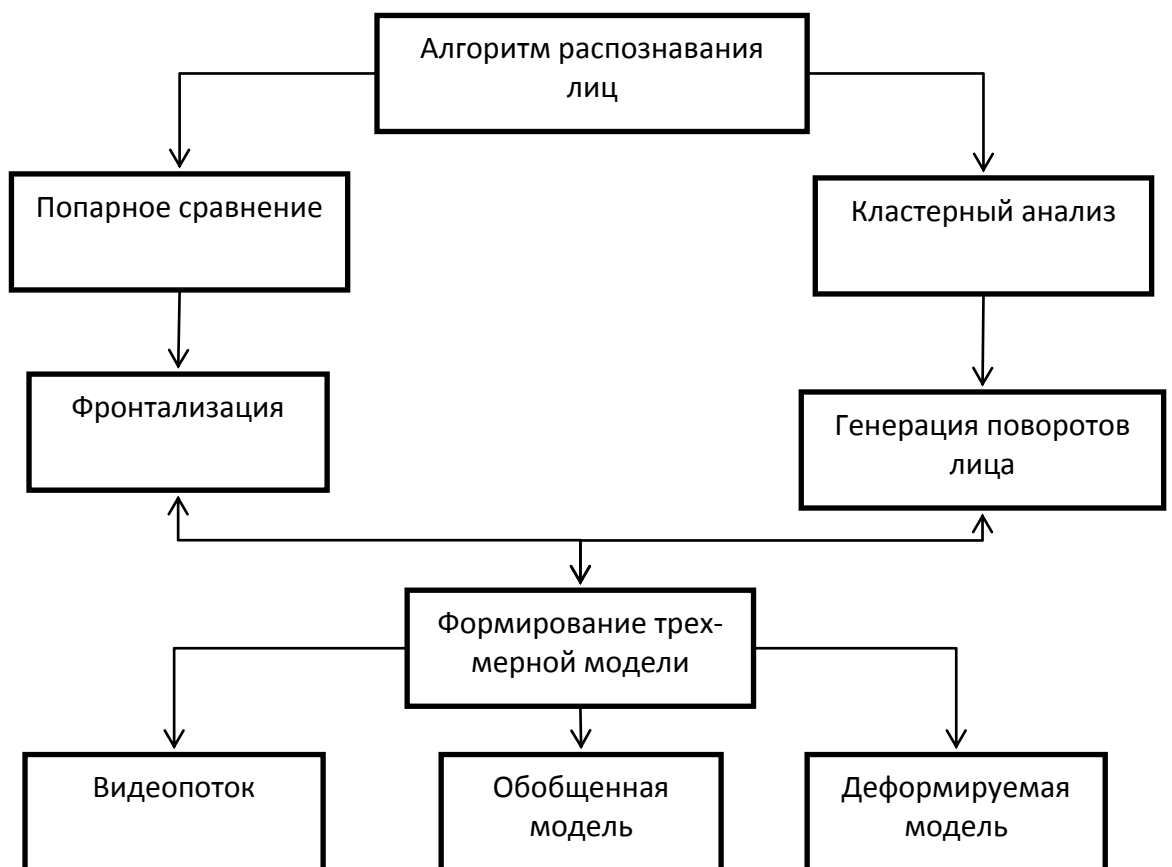 Алгоритм распознавания
лиц
Попарное сравнение
Кластерный анализ
Фронтализация
Генерация поворотов
лица
Формирование трех-
мерной модели
Видеопоток
Обобщенная
модель
Деформируемая
модель